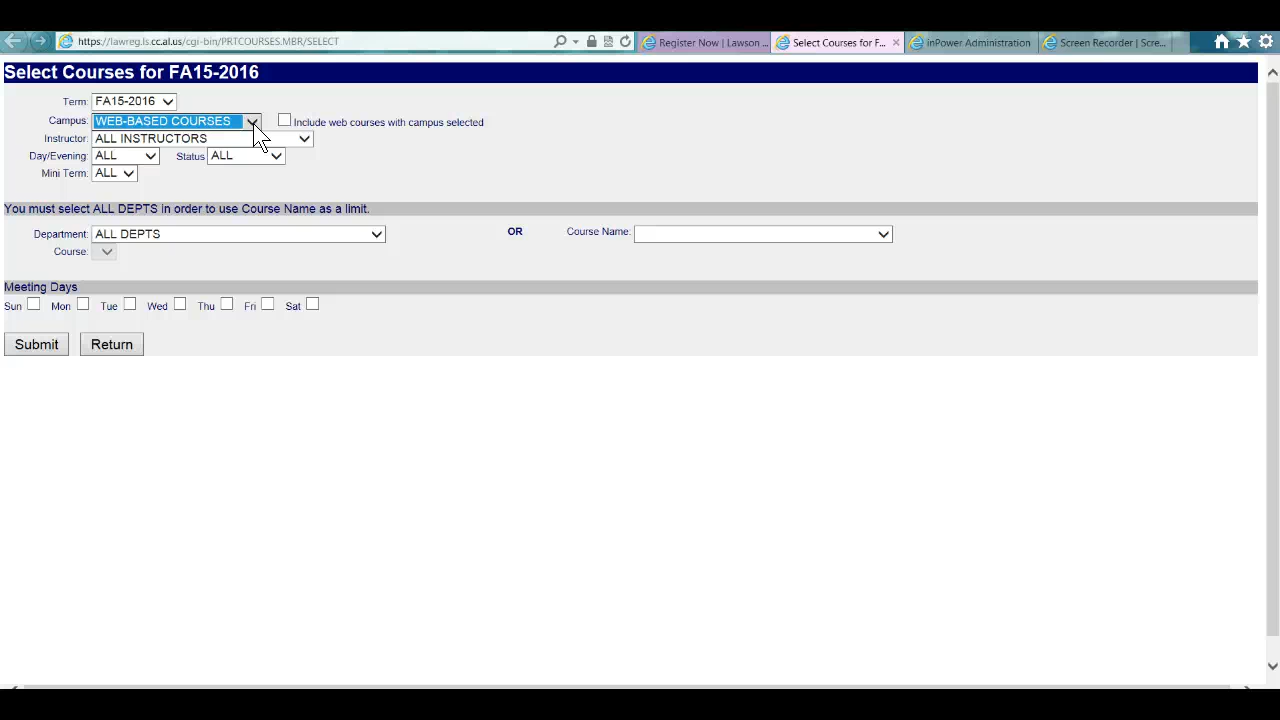 https://lawreg.ls.cc.al.us/cgi-bin/PRTCOURSES.MBR/SELECT
Register Now | Lawson ...
Select Courses for F...
inPower Administration
Screen Recorder | Scre...
Select Courses for FA15-2016
Term: FA15-2016
Campus: WEB-BASED COURSES Include web courses with campus selected
Instructor: ALL INSTRUCTORS
Day/Evening: ALL Status ALL
Mini Term: ALL
You must select ALL DEPTS in order to use Course Name as a limit.
Department: ALL DEPTS OR Course Name:
Course:
Meeting Days
Sun Mon Tue Wed Thu Fri Sat
Submit Return